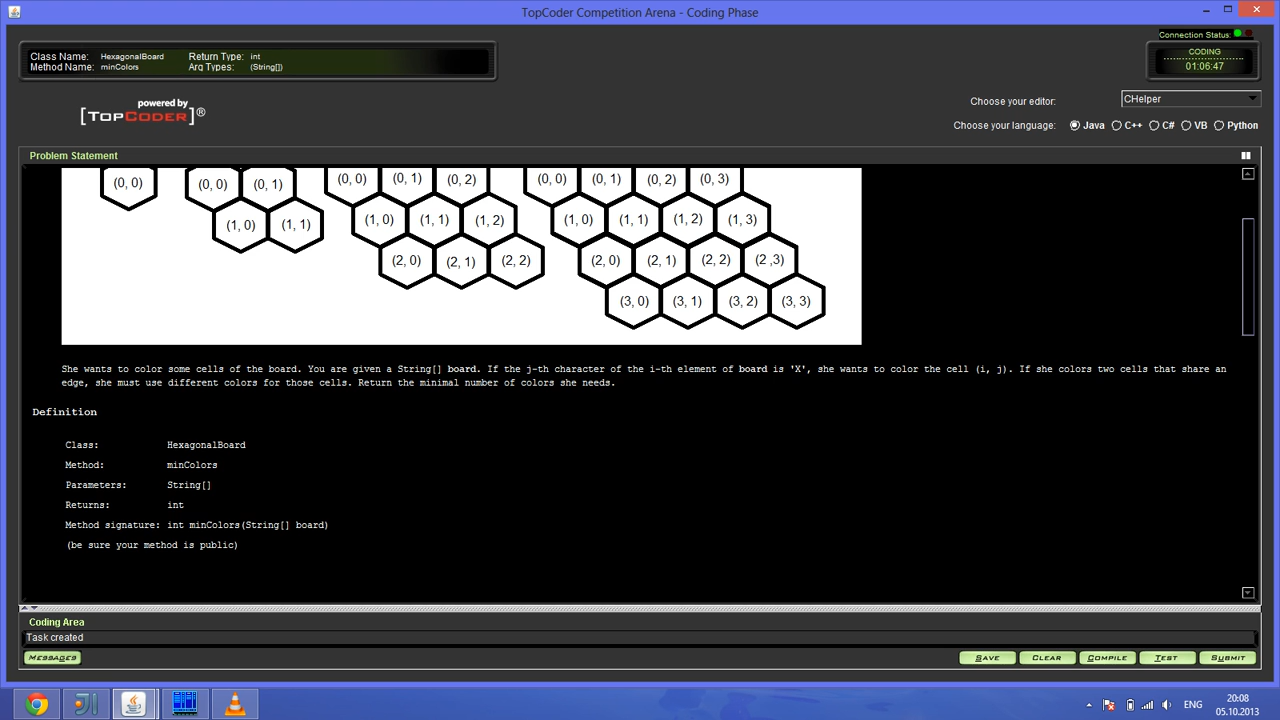 TopCoder Competition Arena - Coding Phase
Connection Status:
Class Name: HexagonalBoard Return Type: int
Method Name: minColors Arg Types: (String[])
CODING
01:06:47
powered by
[TOPCODER]®
Choose your editor: CHelper
Choose your language: Java C++ C# VB Python
Problem Statement
(0, 0) (0, 0) (0, 1) (0, 0) (0, 1) (0, 2) (0, 0) (0, 1) (0, 2) (0, 3)
(1, 0) (1, 1) (1, 0) (1, 1) (1, 2) (1, 0) (1, 1) (1, 2) (1, 3)
(2, 0) (2, 1) (2, 2) (2, 0) (2, 1) (2, 2) (2 ,3)
(3, 0) (3, 1) (3, 2) (3, 3)
She wants to color some cells of the board. You are given a String[] board. If the j-th character of the i-th element of board is 'X', she wants to color the cell (i, j). If she colors two cells that share an
edge, she must use different colors for those cells. Return the minimal number of colors she needs.
Definition
Class: HexagonalBoard
Method: minColors
Parameters: String[]
Returns: int
Method signature: int minColors(String[] board)
(be sure your method is public)
Coding Area
Task created
MESSAGES SAVE CLEAR COMPILE TEST SUBMIT
ENG
20:08
05.10.2013